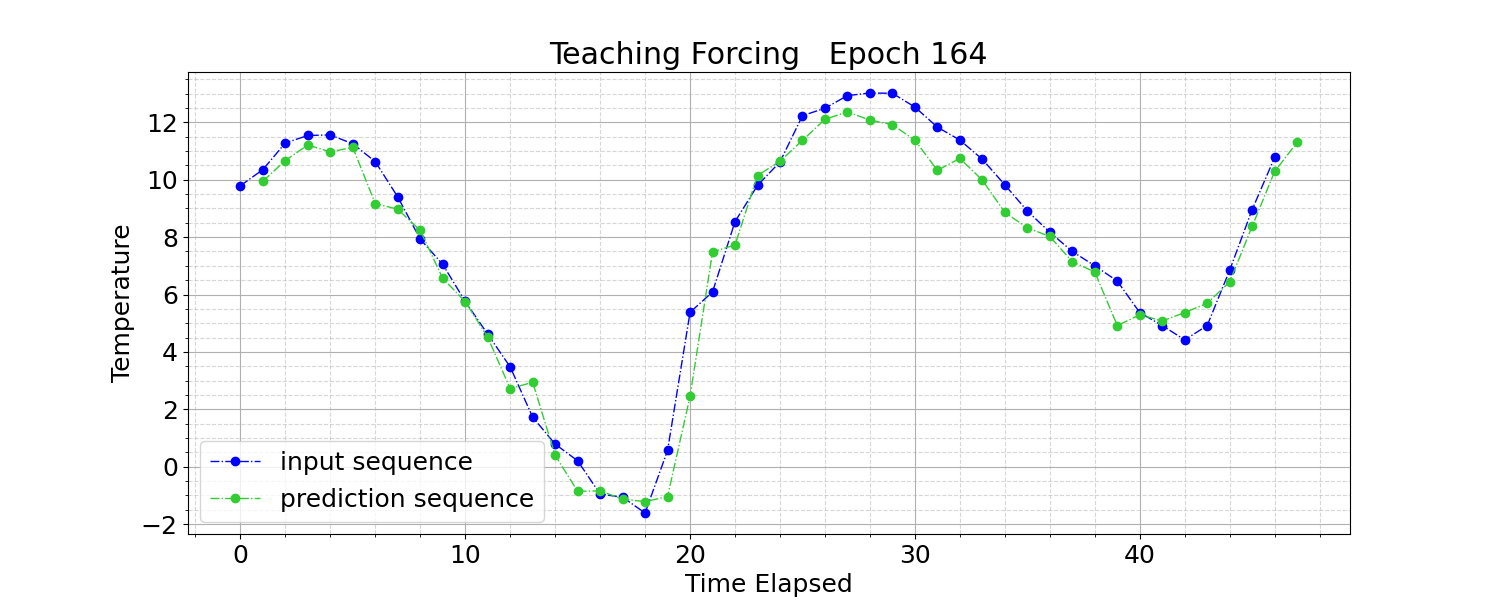 Teaching Forcing   Epoch 164
12
10
8
6
4
2
0
−2
Temperature
input sequence
prediction sequence
0 10 20 30 40
Time Elapsed